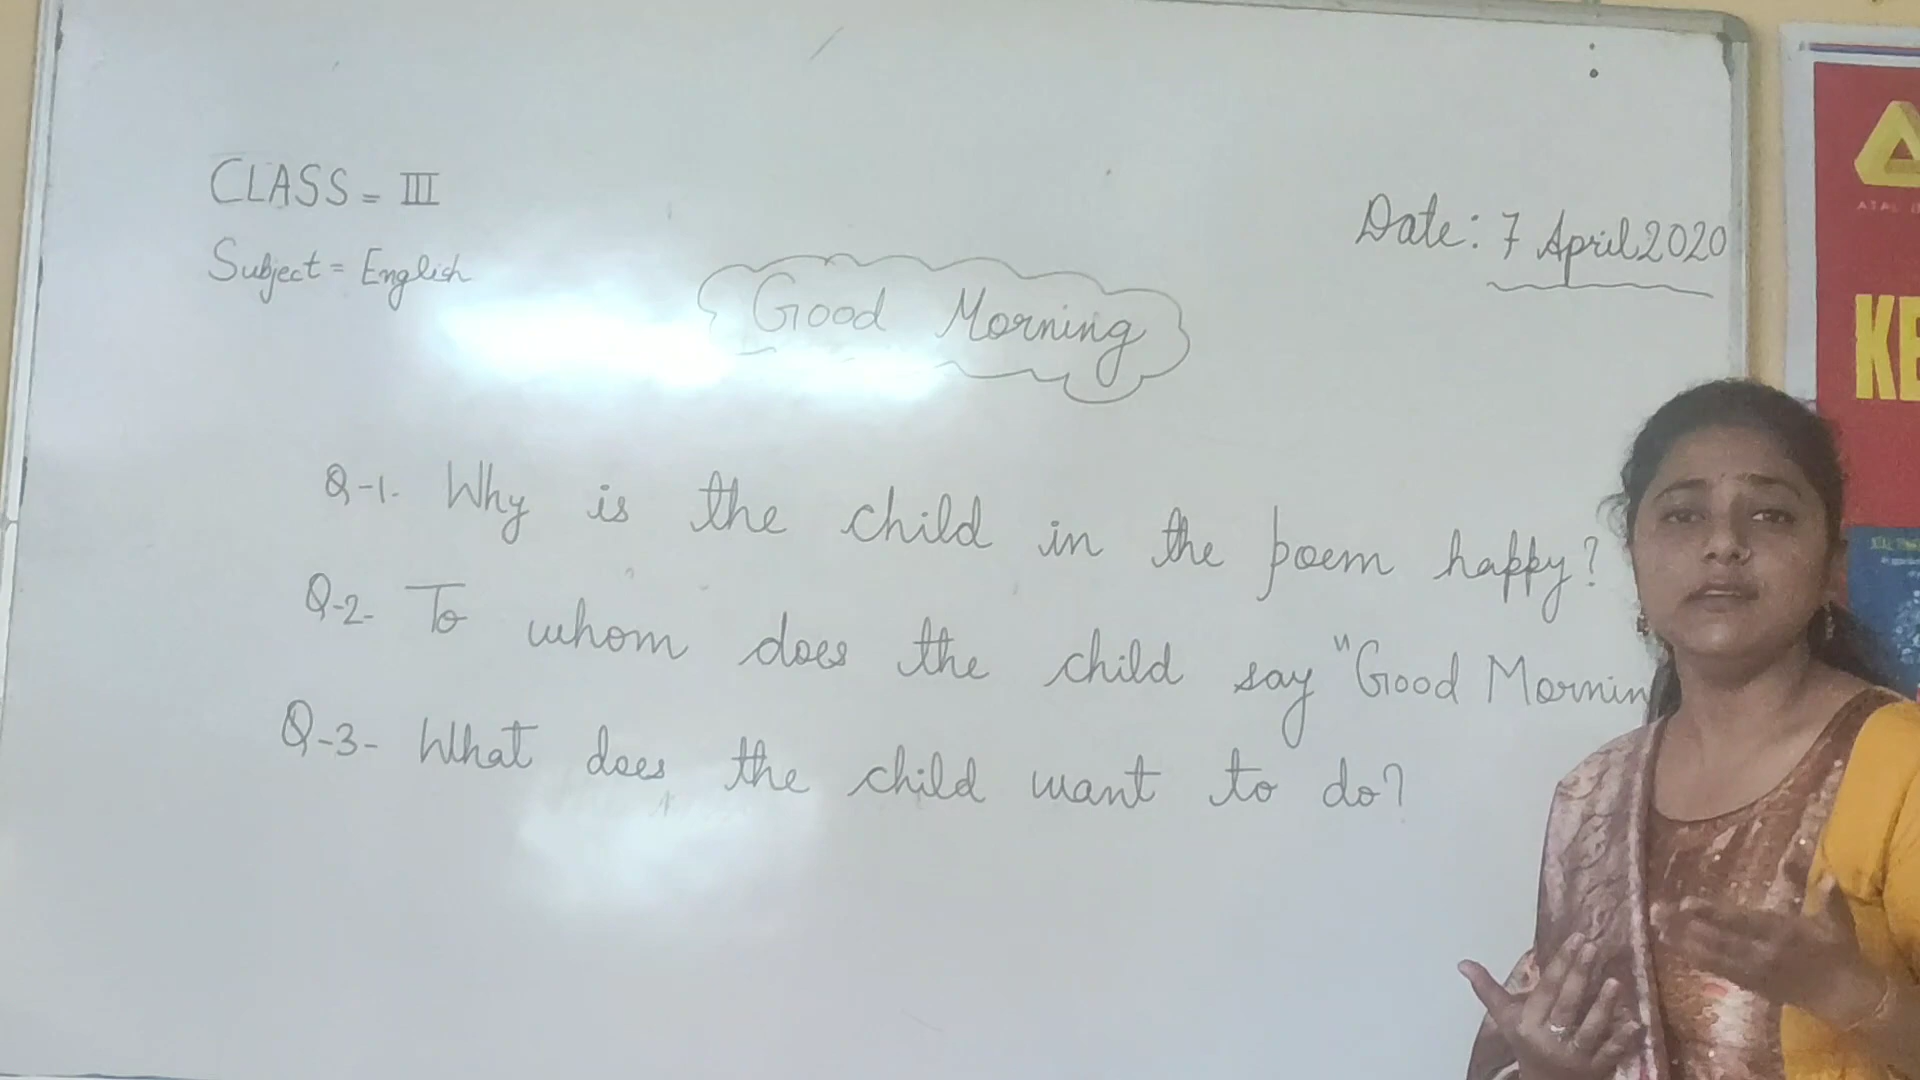 CLASS = III
Date: 7 April 2020
Subject = English
Good Morning
Q-1. Why is the child in the poem happy?
Q-2- To whom does the child say "Good Mornin
Q-3- What does the child want to do?
KE